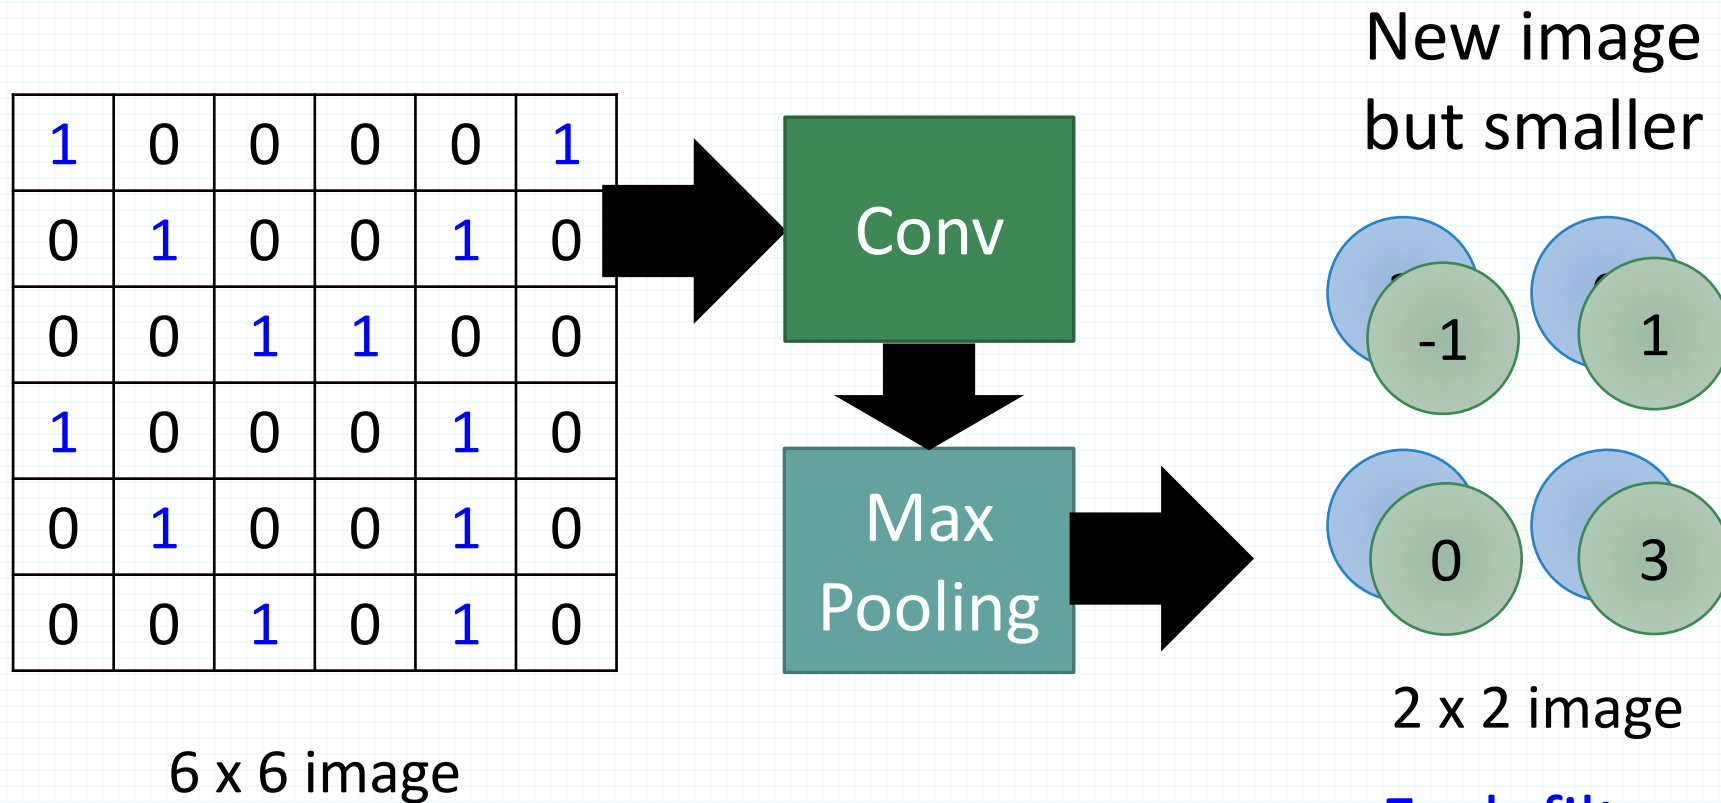 New image
but smaller
1 0 0 0 0 1
0 1 0 0 1 0
0 0 1 1 0 0
1 0 0 0 1 0
0 1 0 0 1 0
0 0 1 0 1 0
6 x 6 image
Conv
Max
Pooling
-1 1
0 3
2 x 2 image